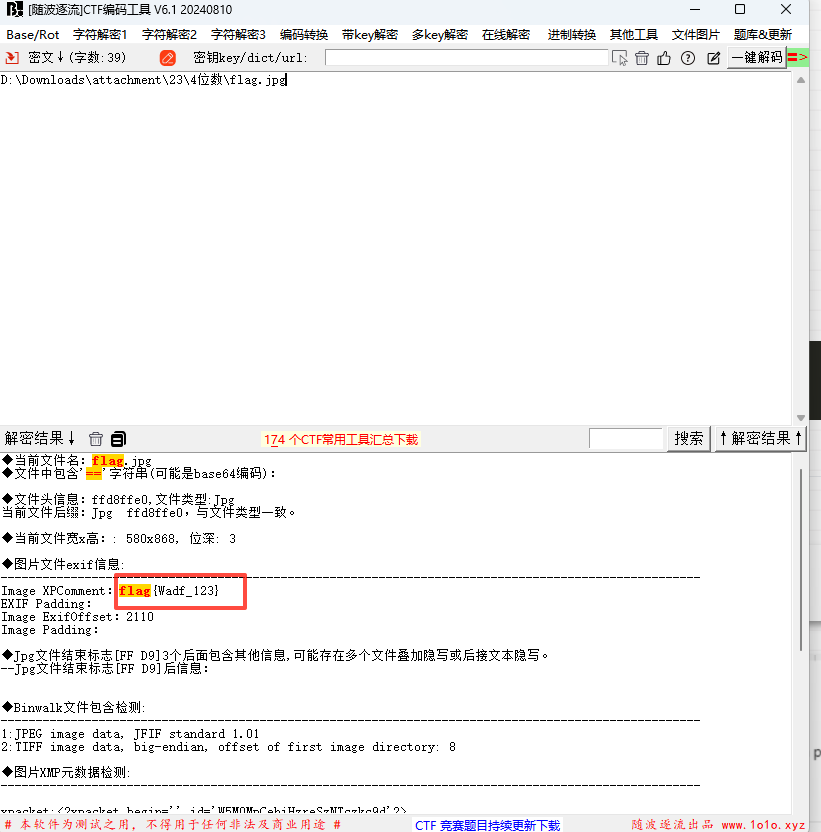 [随波逐流]CTF编码工具 V6.1 20240810
Base/Rot 字符解密1 字符解密2 字符解密3 编码转换 带key解密 多key解密 在线解密 进制转换 其他工具 文件图片 题库&更新
密文↓(字数:39) 密钥key/dict/url: 一键解码 =>
D:\Downloads\attachment\23\4位数\flag.jpg
解密结果↓ 174 个CTF常用工具汇总下载 搜索 ↑解密结果↑
◆当前文件名: flag.jpg
◆文件中包含'=='字符串(可能是base64编码):
◆文件头信息: ffd8ffe0,文件类型:Jpg
当前文件后缀: Jpg ffd8ffe0, 与文件类型一致。
◆当前文件宽x高: : 580x868, 位深: 3
◆图片文件exif信息:
Image XPComment: flag{Wadf_123}
EXIF Padding:
Image ExifOffset: 2110
Image Padding:
◆Jpg文件结束标志[FF D9]3个后面包含其他信息,可能存在多个文件叠加隐写或后接文本隐写。
--Jpg文件结束标志[FF D9]后信息:
◆Binwalk文件包含检测:
1:JPEG image data, JFIF standard 1.01
2:TIFF image data, big-endian, offset of first image directory: 8
◆图片XMP元数据检测:
xpacket:<?xpacket begin='' id='W5M0MpCehiHzreSzNTczkc9d'?>
# 本软件为测试之用，不得用于任何非法及商业用途 # CTF 竞赛题目持续更新下载 随波逐流出品 www.1o1o.xyz